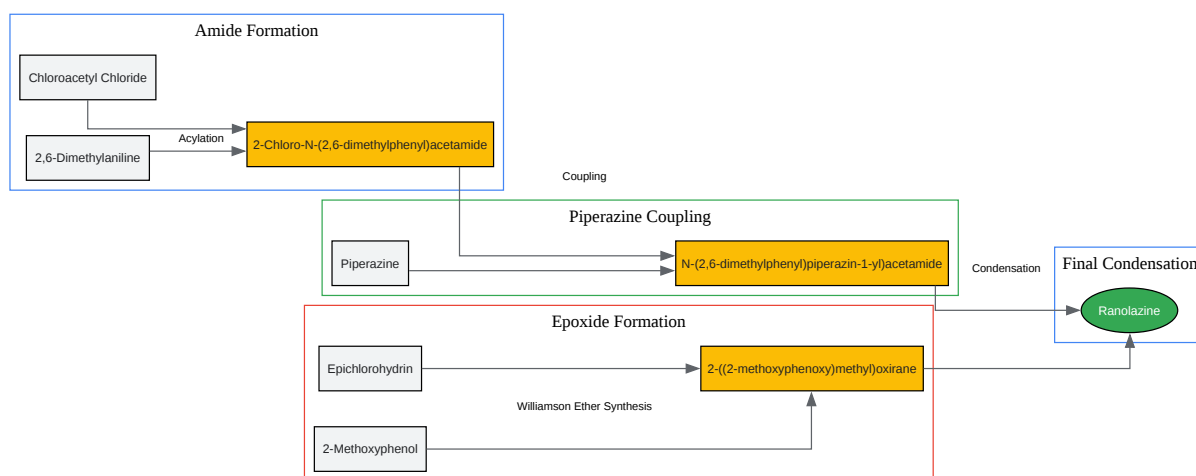 Amide Formation
Chloroacetyl Chloride
Acylation
2,6-Dimethylaniline
2-Chloro-N-(2,6-dimethylphenyl)acetamide
Coupling
Piperazine Coupling
Piperazine
N-(2,6-dimethylphenyl)piperazin-1-yl)acetamide
Condensation
Final Condensation
Ranolazine
Epoxide Formation
Epichlorohydrin
2-((2-methoxyphenoxy)methyl)oxirane
Williamson Ether Synthesis
2-Methoxyphenol